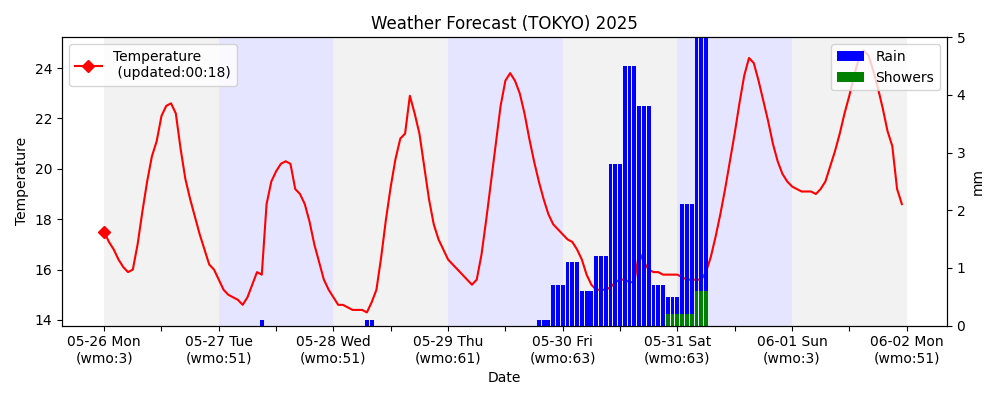 Weather Forecast (TOKYO) 2025
Temperature
(updated:00:18)
Rain
Showers
24
22
20
18
16
14
Temperature
5
4
3
2
1
0
mm
05-26 Mon 05-27 Tue 05-28 Wed 05-29 Thu 05-30 Fri 05-31 Sat 06-01 Sun 06-02 Mon
(wmo:3) (wmo:51) (wmo:51) (wmo:61) (wmo:63) (wmo:63) (wmo:3) (wmo:51)
Date